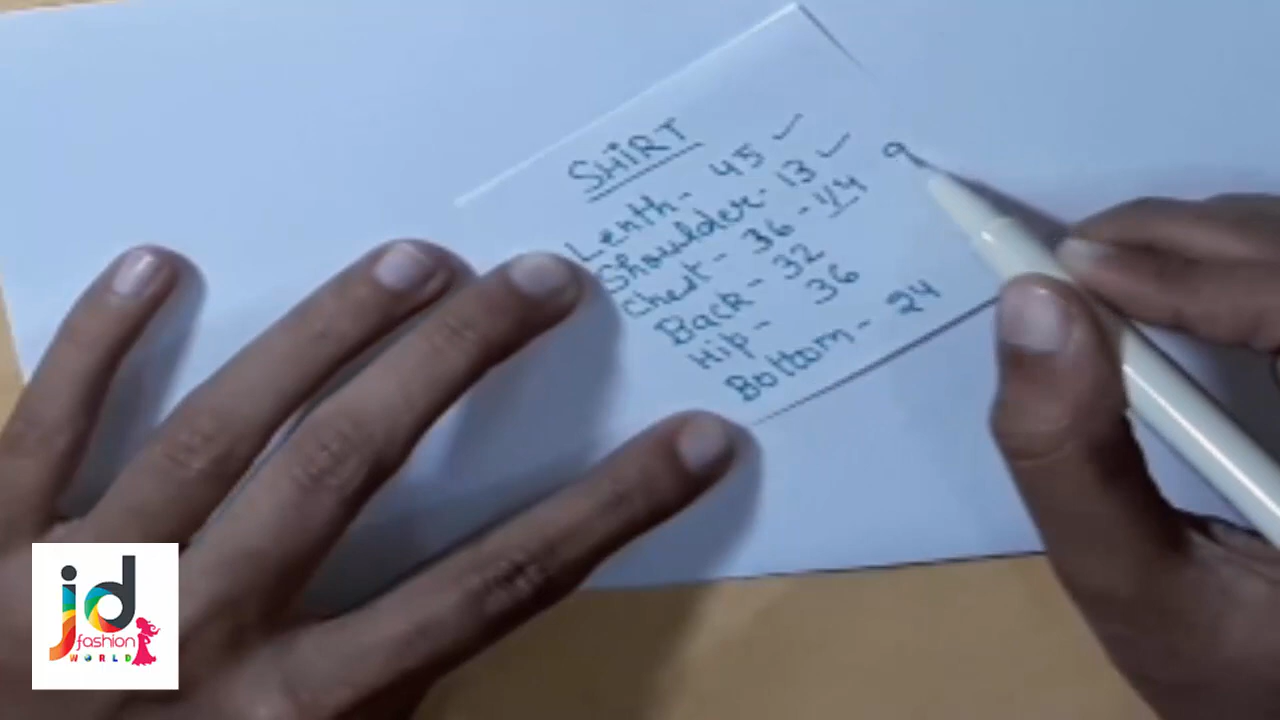 SHIRT
Lenth - 45 ✓
Shoulder - 13 ✓
Chest - 36 - 1/4 9
Back - 32
Hip - 36
Bottom - 24
jd
fashion
WORLD